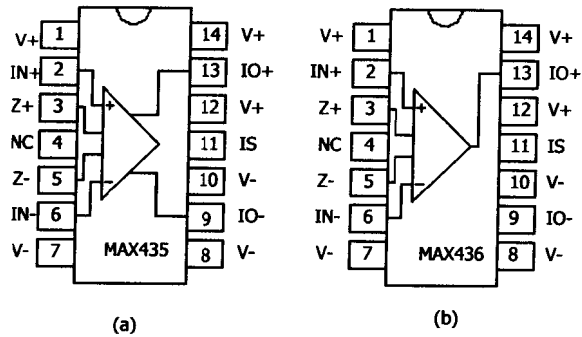 V+ 1 14 V+
IN+ 2 13 IO+
Z+ 3 12 V+
NC 4 11 IS
Z- 5 10 V-
IN- 6 9 IO-
V- 7 MAX435 8 V-
(a)
V+ 1 14 V+
IN+ 2 13 IO+
Z+ 3 12 V+
NC 4 11 IS
Z- 5 10 V-
IN- 6 9 IO-
V- 7 MAX436 8 V-
(b)